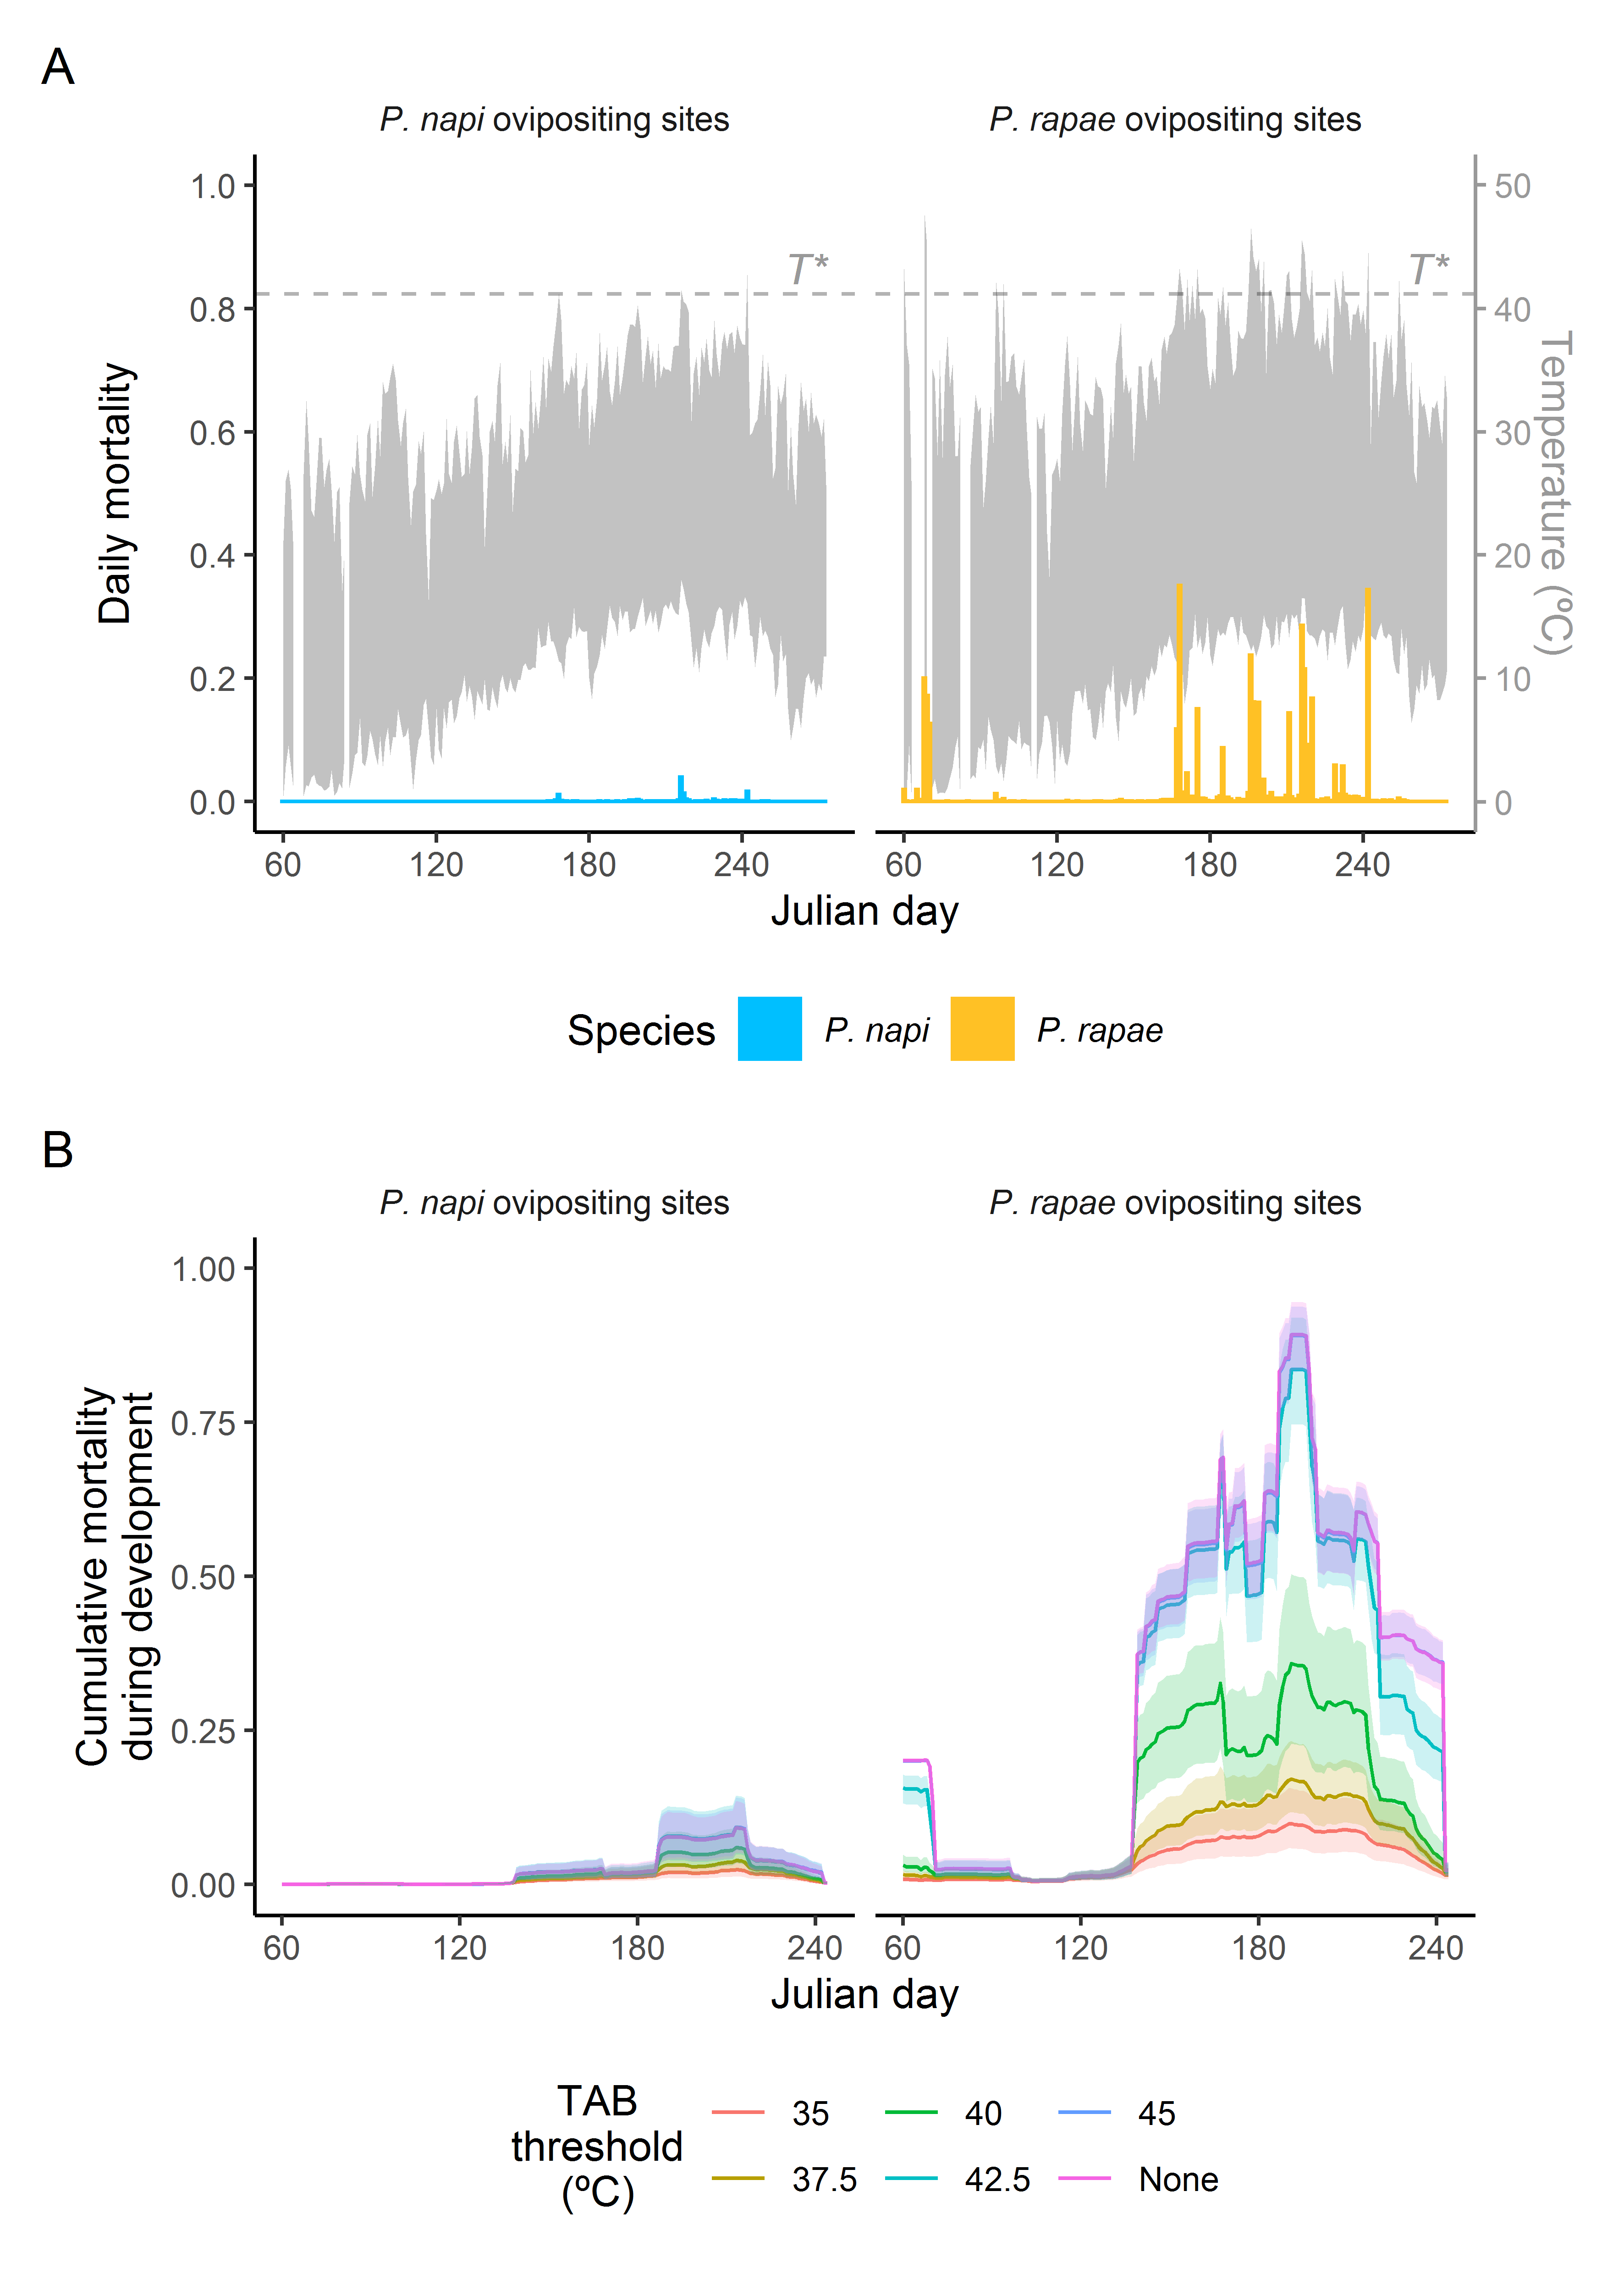 A
P. napi ovipositing sites
P. rapae ovipositing sites
1.0
0.8
0.6
0.4
0.2
0.0
Daily mortality
T*
T*
50
40
30
20
10
0
Temperature (ºC)
60 120 180 240
60 120 180 240
Julian day
Species P. napi P. rapae
B
P. napi ovipositing sites
P. rapae ovipositing sites
1.00
0.75
0.50
0.25
0.00
Cumulative mortality
during development
60 120 180 240
60 120 180 240
Julian day
TAB
threshold
(ºC)
35 40 45
37.5 42.5 None